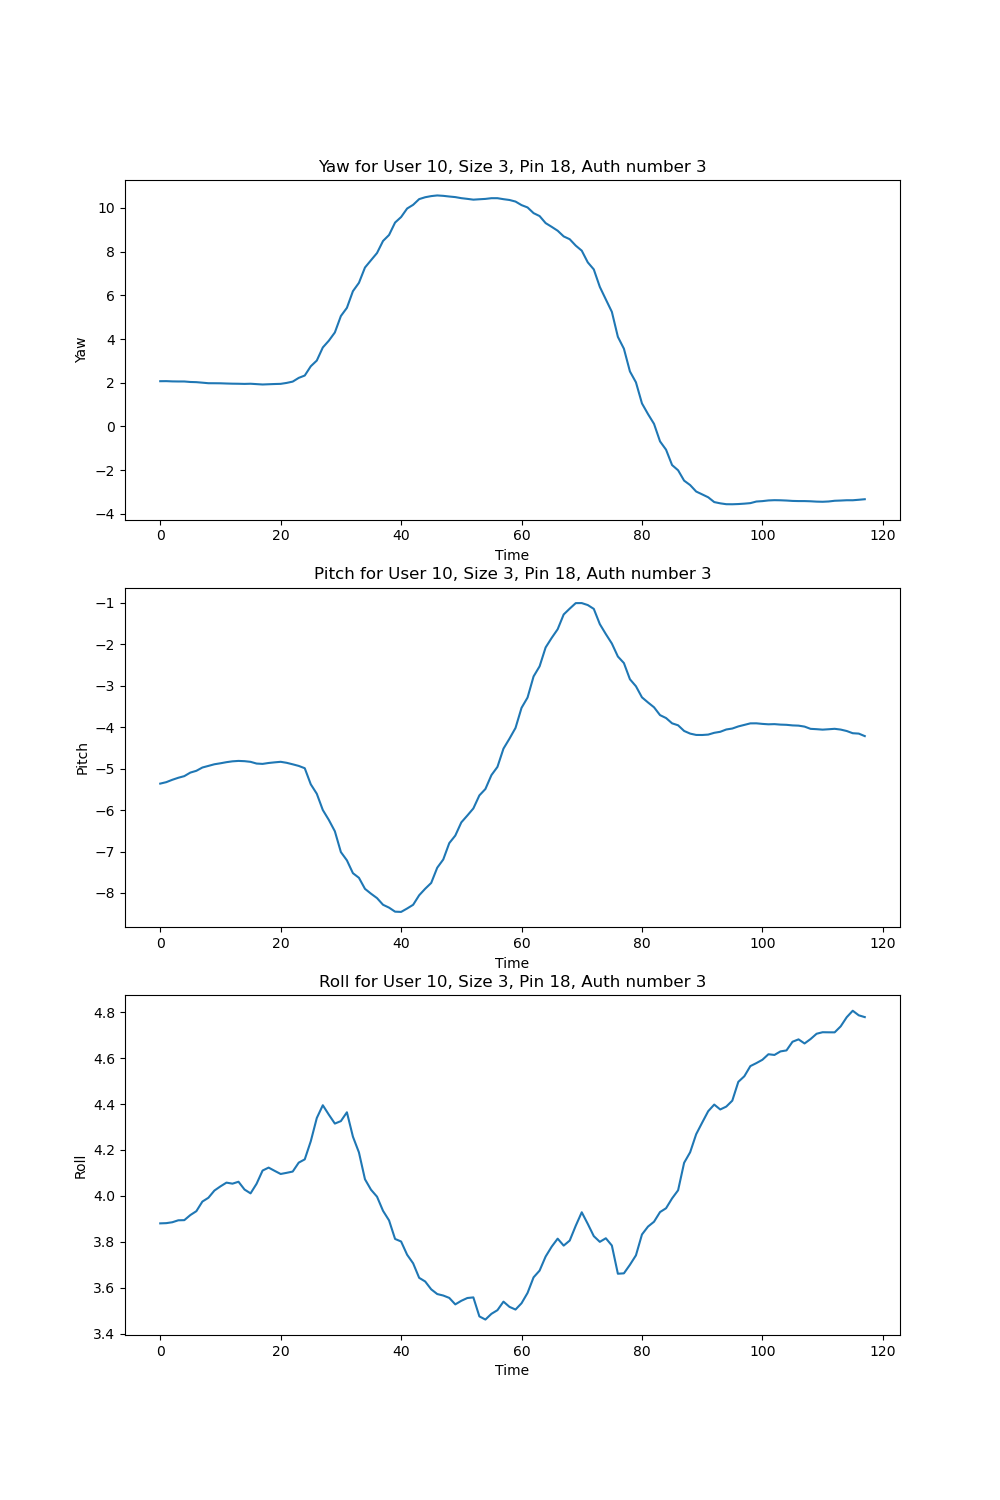 Yaw for User 10, Size 3, Pin 18, Auth number 3
10
8
6
4
2
0
−2
−4
Yaw
0 20 40 60 80 100 120
Time
Pitch for User 10, Size 3, Pin 18, Auth number 3
−1
−2
−3
−4
−5
−6
−7
−8
Pitch
0 20 40 60 80 100 120
Time
Roll for User 10, Size 3, Pin 18, Auth number 3
4.8
4.6
4.4
4.2
4.0
3.8
3.6
3.4
Roll
0 20 40 60 80 100 120
Time